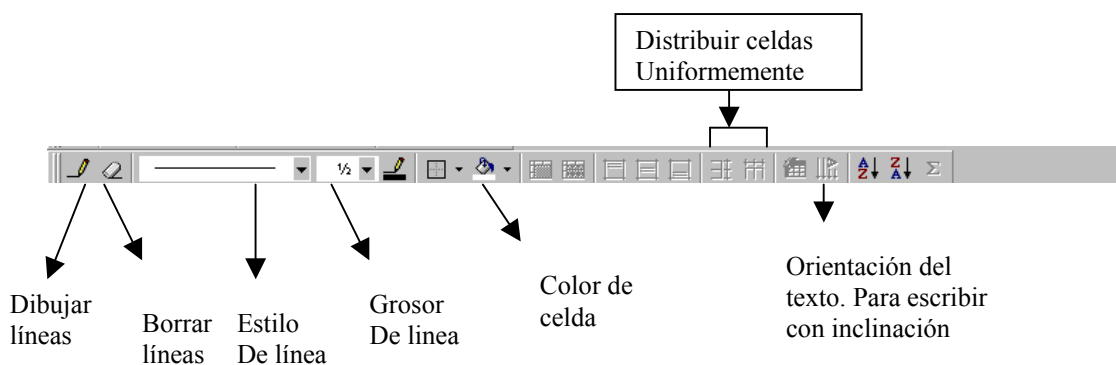 Distribuir celdas
Uniformemente
½
A
Z
Z
A
Σ
Dibujar
líneas
Borrar
líneas
Estilo
De línea
Grosor
De linea
Color de
celda
Orientación del
texto. Para escribir
con inclinación